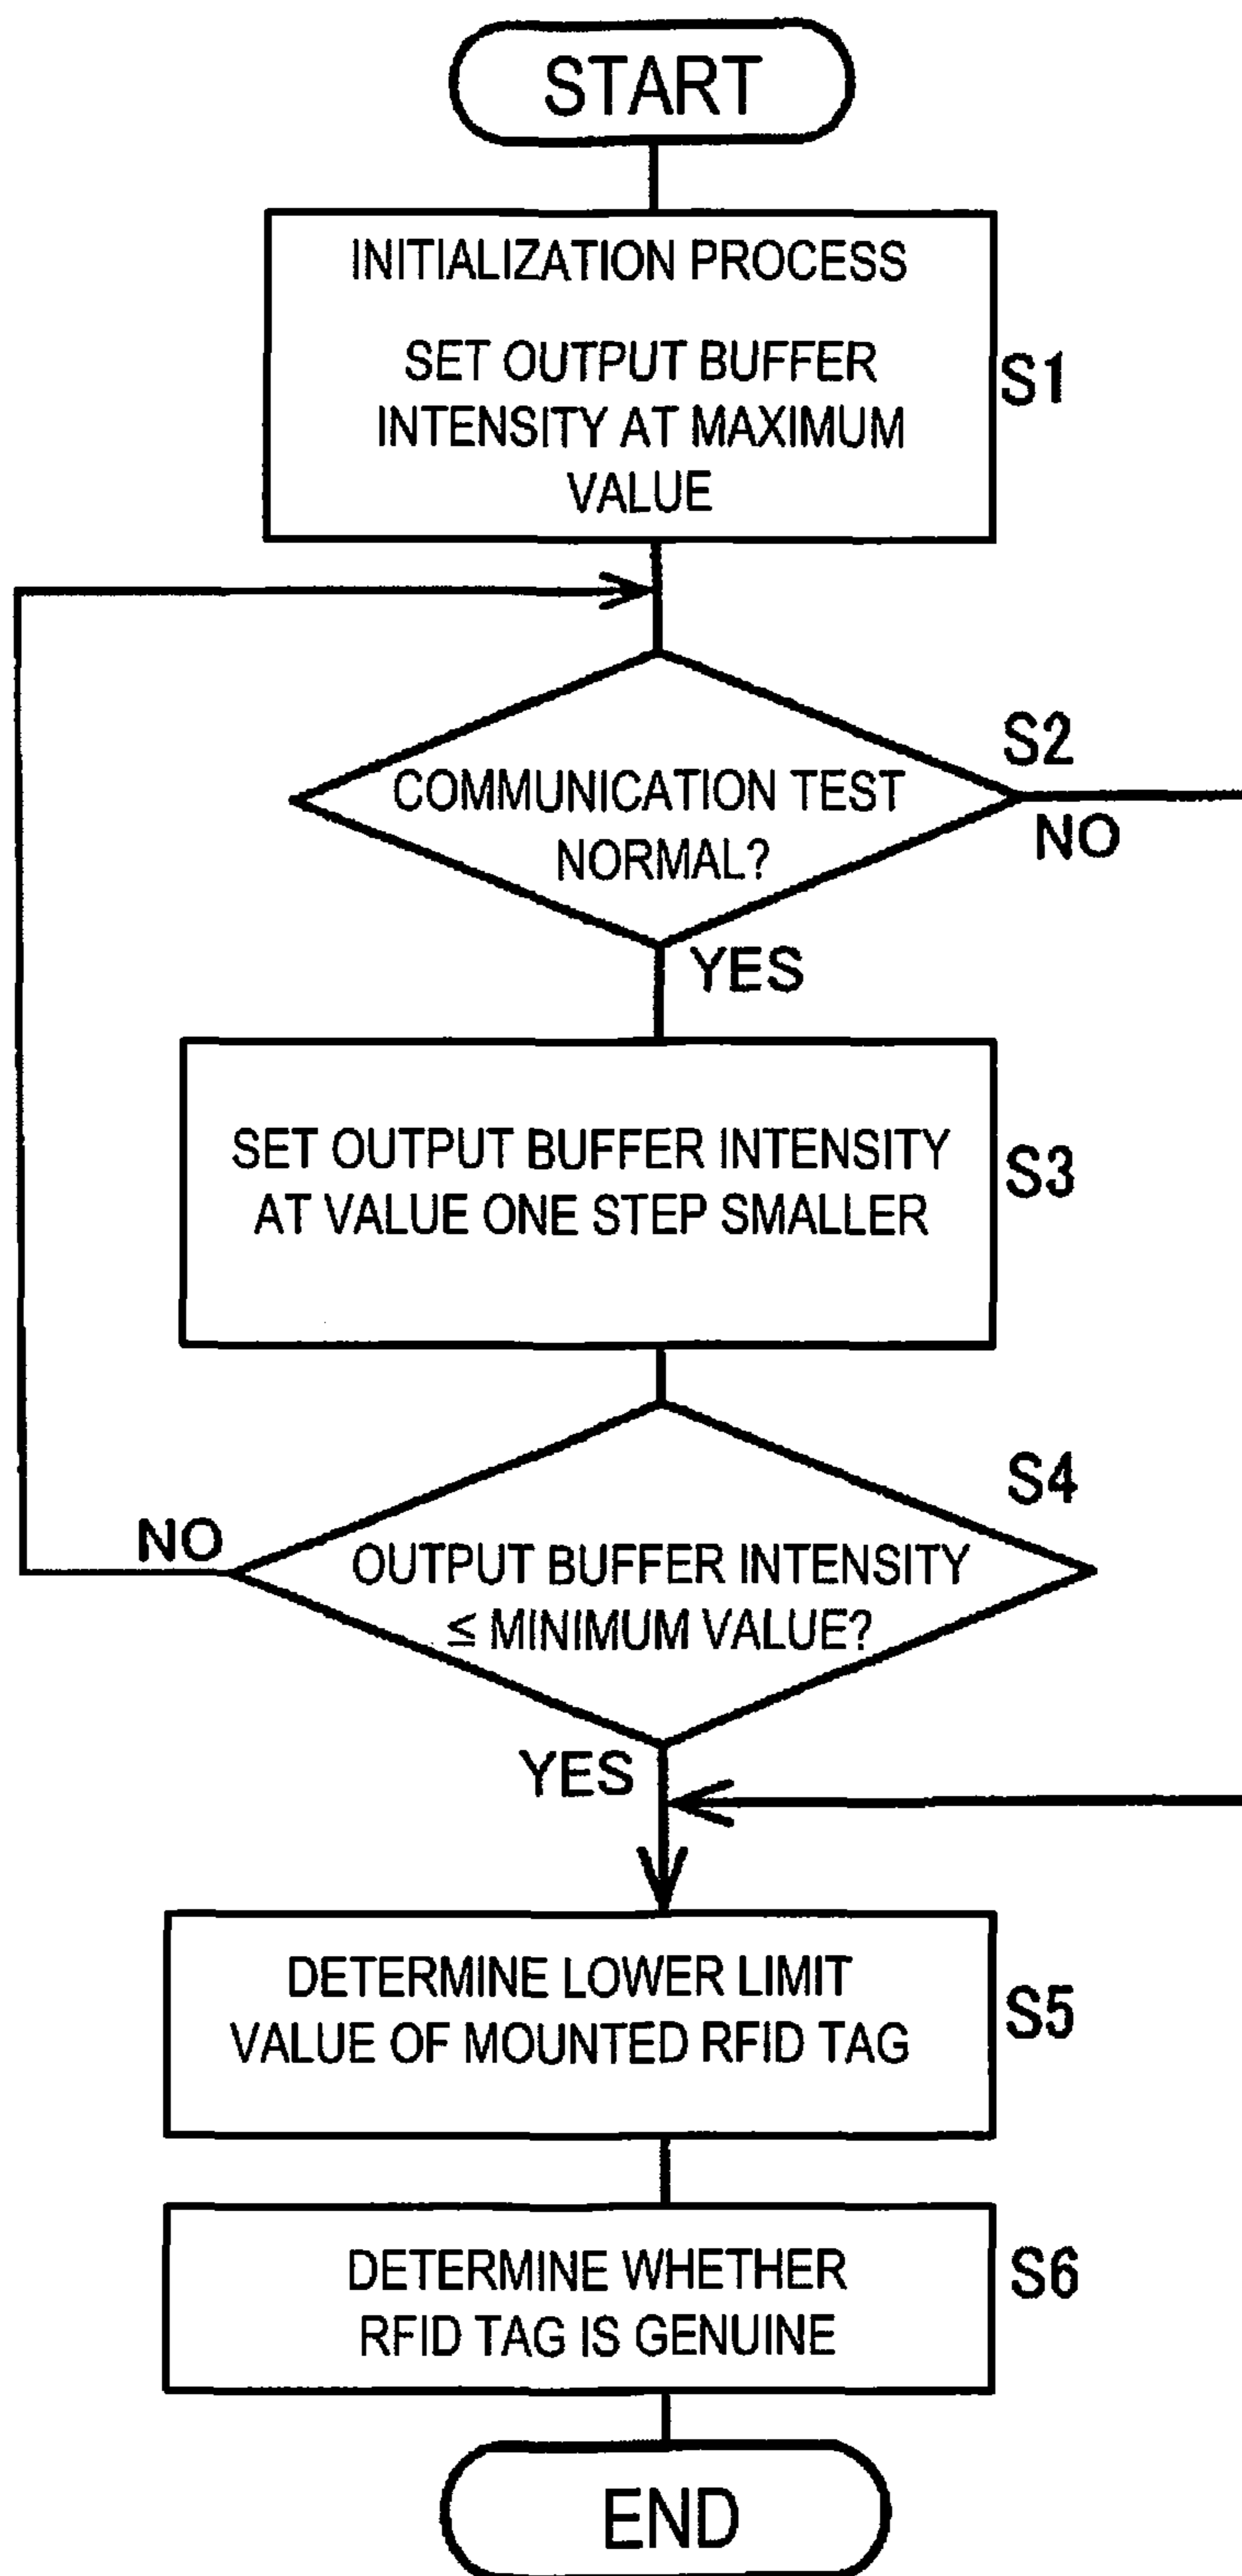 START
INITIALIZATION PROCESS
SET OUTPUT BUFFER
INTENSITY AT MAXIMUM
VALUE
S1
COMMUNICATION TEST
NORMAL?
S2
NO
YES
SET OUTPUT BUFFER INTENSITY
AT VALUE ONE STEP SMALLER
S3
S4
NO
OUTPUT BUFFER INTENSITY
≤ MINIMUM VALUE?
YES
DETERMINE LOWER LIMIT
VALUE OF MOUNTED RFID TAG
S5
DETERMINE WHETHER
RFID TAG IS GENUINE
S6
END